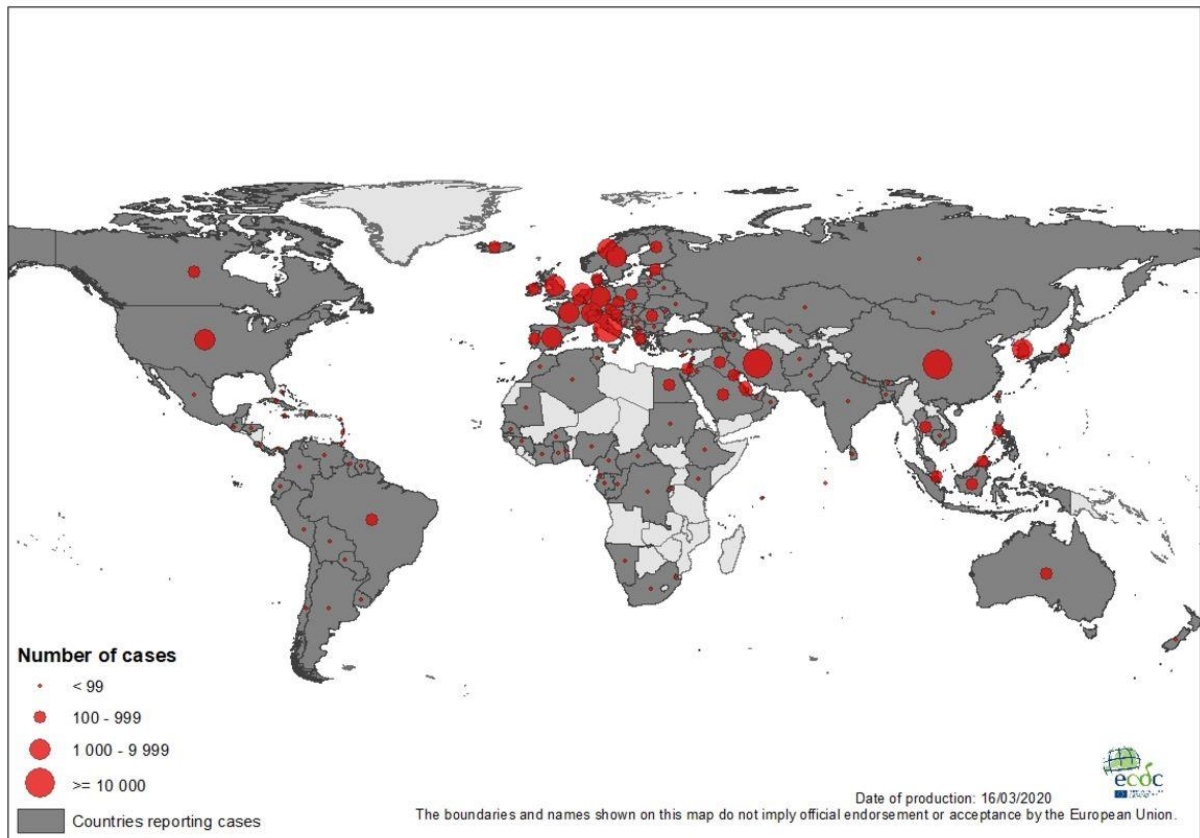 Number of cases
< 99
100 - 999
1 000 - 9 999
>= 10 000
Countries reporting cases
ecdc
Date of production: 16/03/2020
The boundaries and names shown on this map do not imply official endorsement or acceptance by the European Union.